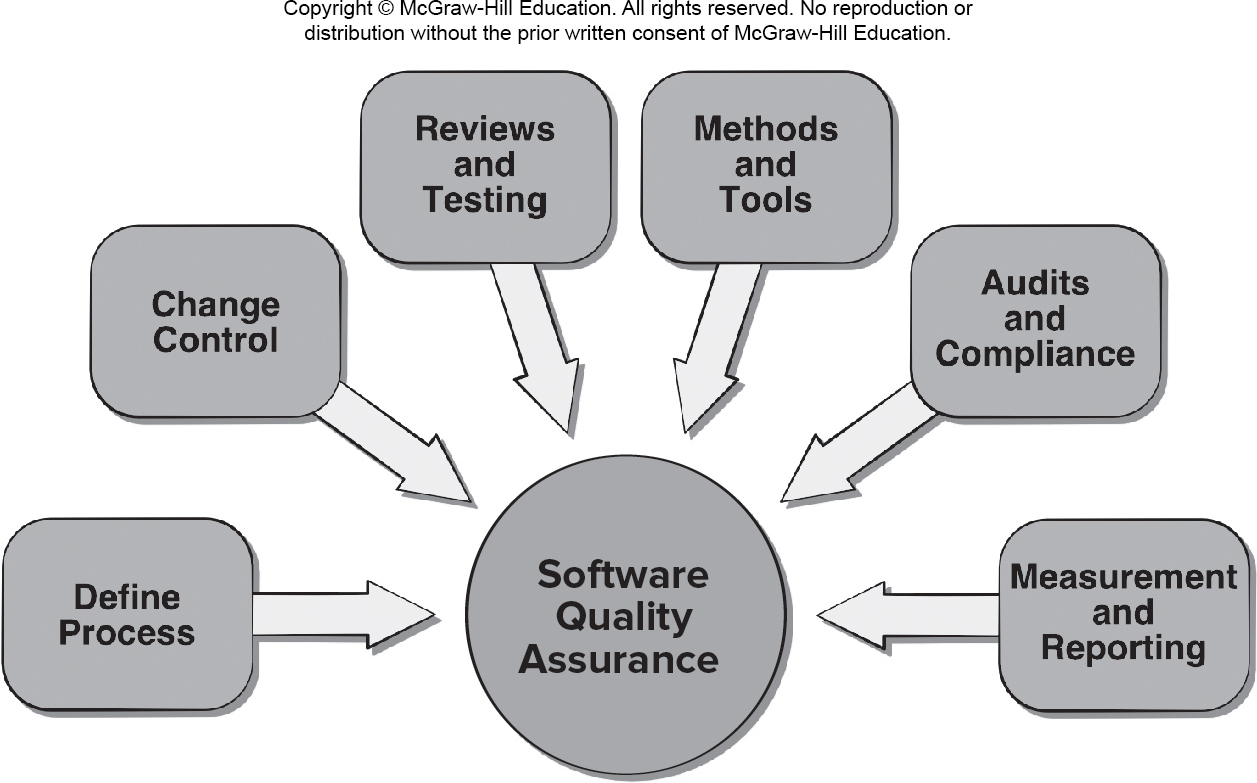 Copyright © McGraw-Hill Education. All rights reserved. No reproduction or
distribution without the prior written consent of McGraw-Hill Education.
Reviews
and
Testing
Methods
and
Tools
Change
Control
Audits
and
Compliance
Define
Process
Software
Quality
Assurance
Measurement
and
Reporting